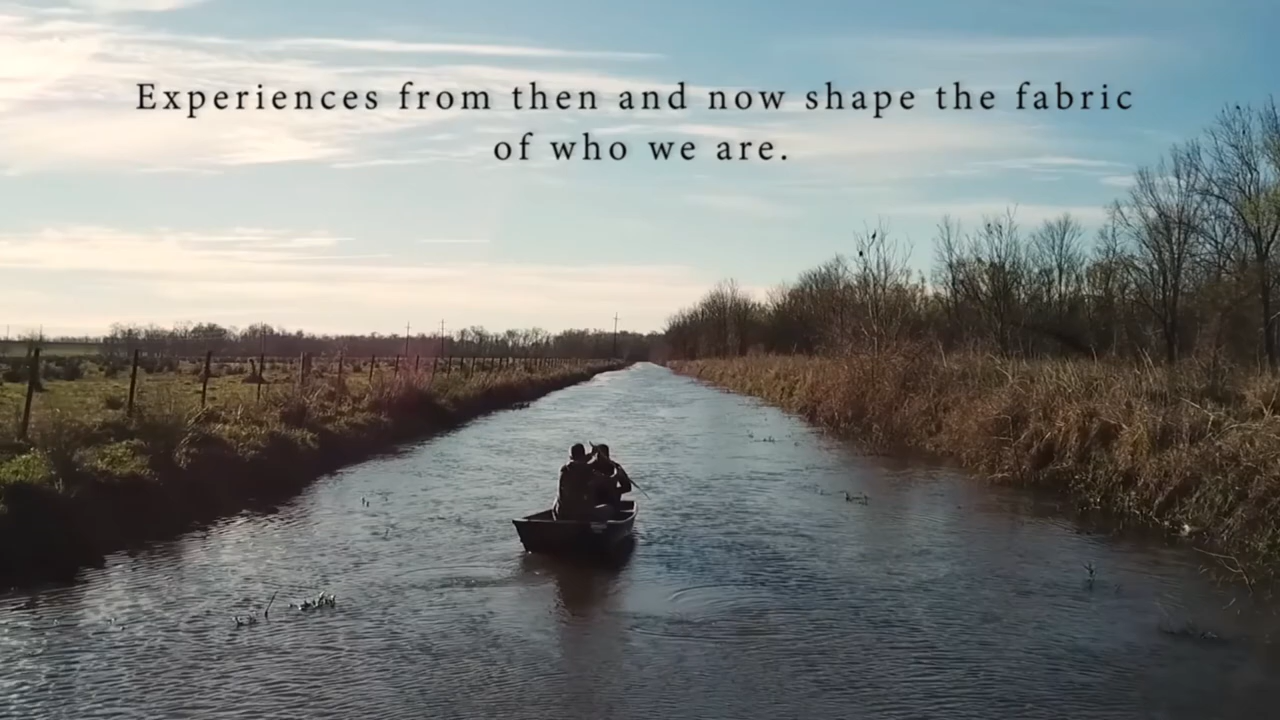 Experiences from then and now shape the fabric
of who we are.